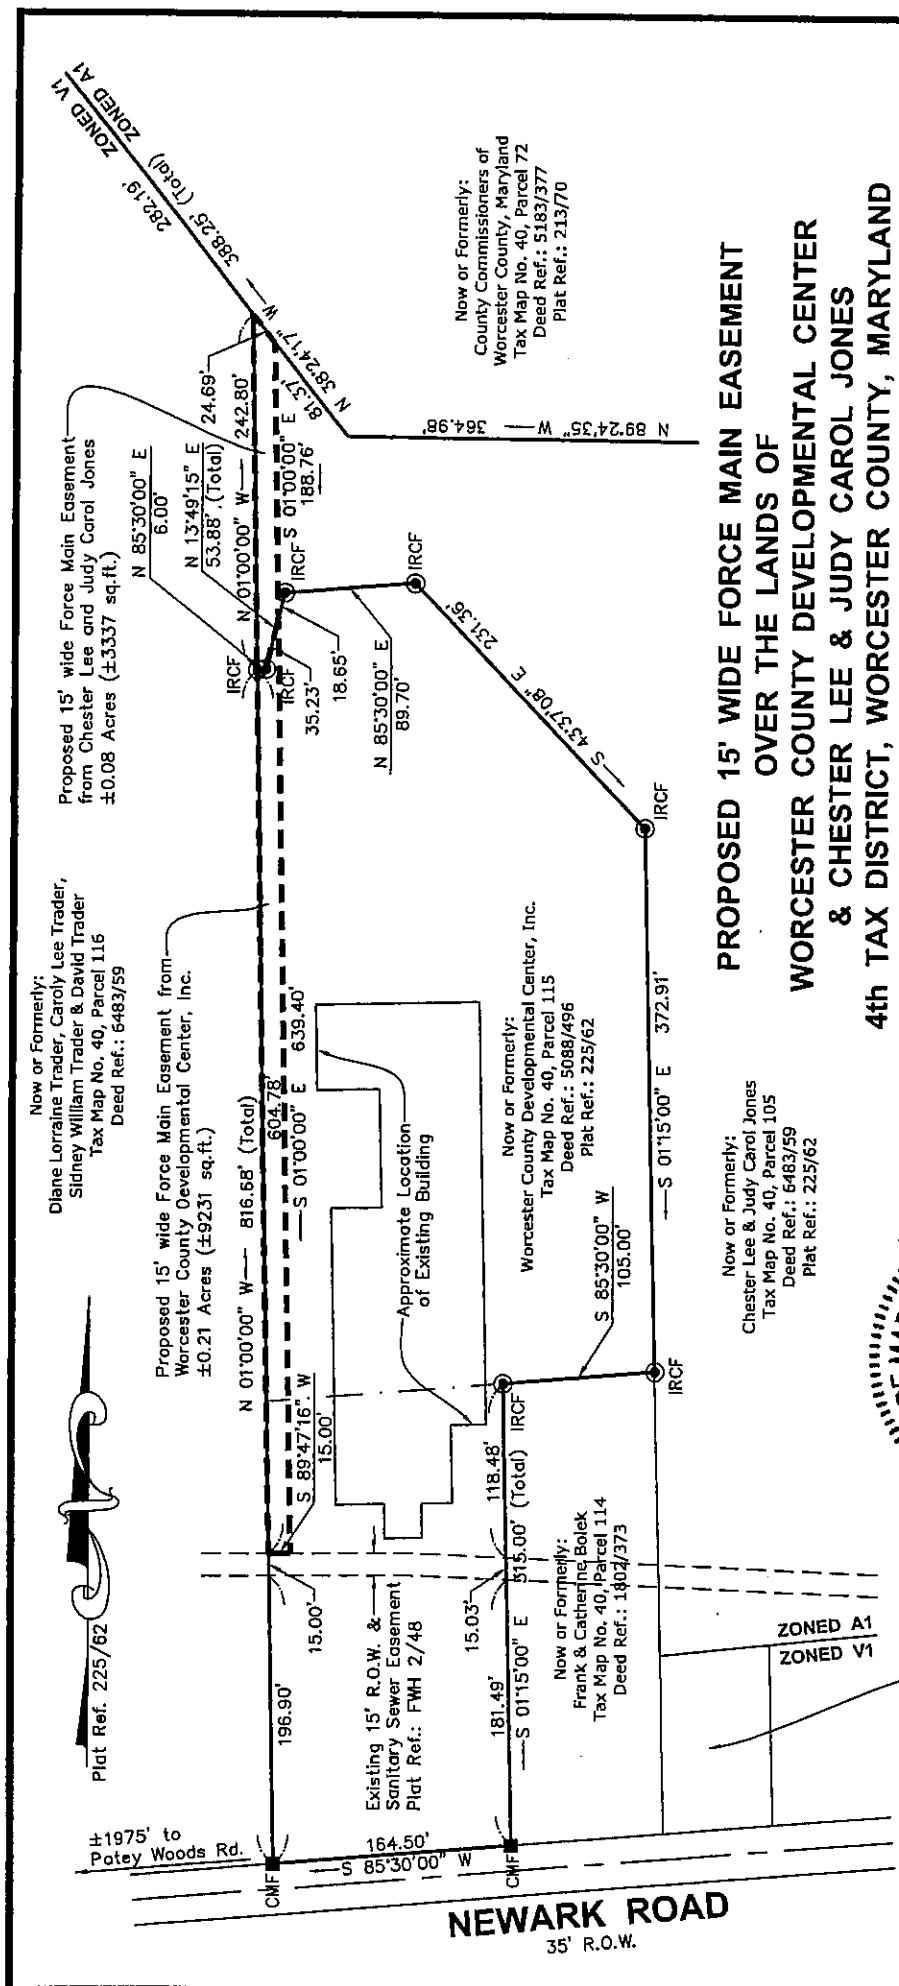 Now or Formerly:
Diane Lorraine Trader, Caroly Lee Trader,
Sidney William Trader & David Trader
Tax Map No. 40, Parcel 116
Deed Ref.: 6483/59
Plat Ref. 225/62
Proposed 15' wide Force Main Easement
from Chester Lee and Judy Carol Jones
±0.08 Acres (±3337 sq.ft.)
Proposed 15' wide Force Main Easement from
Worcester County Developmental Center, Inc.
±0.21 Acres (±9231 sq.ft.)
ZONED V1
ZONED A1
282.19'
388.25' (Total)
N 38°24'17" W
81.37'
24.69'
N 85°30'00" E
6.00'
N 13°49'15" E
53.88' (Total)
N 01°00'00" W 242.80'
S 01°00'00" E
188.76'
IRCF
IRCF
IRCF
IRCF
35.23'
18.65'
N 85°30'00" E
89.70'
N 89°24'35" W 364.98'
Now or Formerly:
County Commissioners of
Worcester County, Maryland
Tax Map No. 40, Parcel 72
Deed Ref.: 5183/377
Plat Ref.: 213/70
S 43°37'08" E 231.36'
IRCF
N 01°00'00" W 816.68' (Total)
604.78'
S 01°00'00" E 639.40'
S 89°47'16" W
15.00'
Approximate Location
of Existing Building
Now or Formerly:
Worcester County Developmental Center, Inc.
Tax Map No. 40, Parcel 115
Deed Ref.: 5088/496
Plat Ref.: 225/62
S 85°30'00" W
105.00'
S 01°15'00" E 372.91'
IRCF
IRCF
Now or Formerly:
Chester Lee & Judy Carol Jones
Tax Map No. 40, Parcel 105
Deed Ref.: 6483/59
Plat Ref.: 225/62
196.90'
15.00'
Existing 15' R.O.W. &
Sanitary Sewer Easement
Plat Ref.: FWH 2/48
118.48'
15.03'
181.49'
S 01°15'00" E 315.00' (Total)
Now or Formerly:
Frank & Catherine Bolek
Tax Map No. 40, Parcel 114
Deed Ref.: 1802/373
ZONED A1
ZONED V1
±1975' to
Patey Woods Rd.
CMF
164.50'
S 85°30'00" W
CMF
NEWARK ROAD
35' R.O.W.
PROPOSED 15' WIDE FORCE MAIN EASEMENT
OVER THE LANDS OF
WORCESTER COUNTY DEVELOPMENTAL CENTER
& CHESTER LEE & JUDY CAROL JONES
4th TAX DISTRICT, WORCESTER COUNTY, MARYLAND